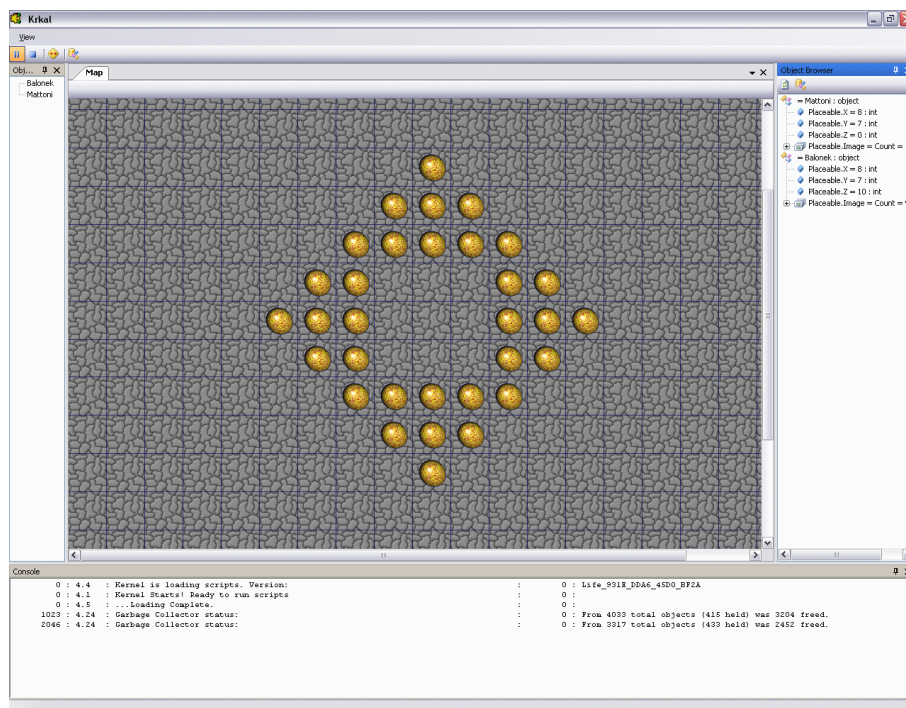 Krkal
View
Obj...
Balonek
Mattoni
Map
Object Browser
= Mattoni : object
Placeable.X = 8 : int
Placeable.Y = 7 : int
Placeable.Z = 0 : int
Placeable.Image = Count =
= Balonek : object
Placeable.X = 8 : int
Placeable.Y = 7 : int
Placeable.Z = 10 : int
Placeable.Image = Count =
Console
0 : 4.4 : Kernel is loading scripts. Version: : 0 : Life_931E_DDA6_45D0_BF2A
0 : 4.1 : Kernel Starts! Ready to run scripts : 0 :
0 : 4.5 : ...Loading Complete. : 0 :
1023 : 4.24 : Garbage Collector status: : 0 : From 4033 total objects (415 held) was 3204 freed.
2046 : 4.24 : Garbage Collector status: : 0 : From 3317 total objects (433 held) was 2452 freed.